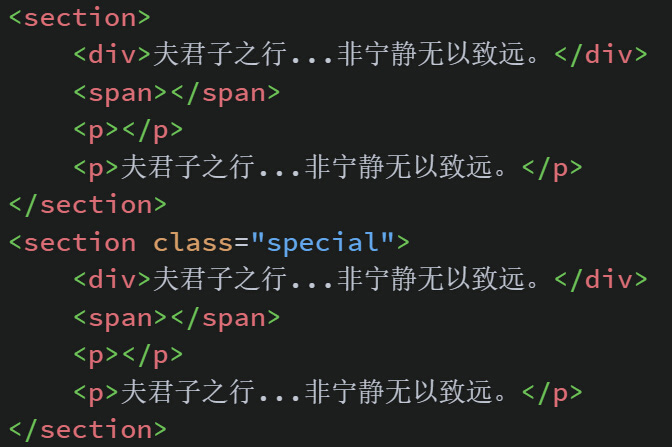 <section>
<div>夫君子之行...非宁静无以致远。</div>
<span></span>
<p></p>
<p>夫君子之行...非宁静无以致远。</p>
</section>
<section class="special">
<div>夫君子之行...非宁静无以致远。</div>
<span></span>
<p></p>
<p>夫君子之行...非宁静无以致远。</p>
</section>